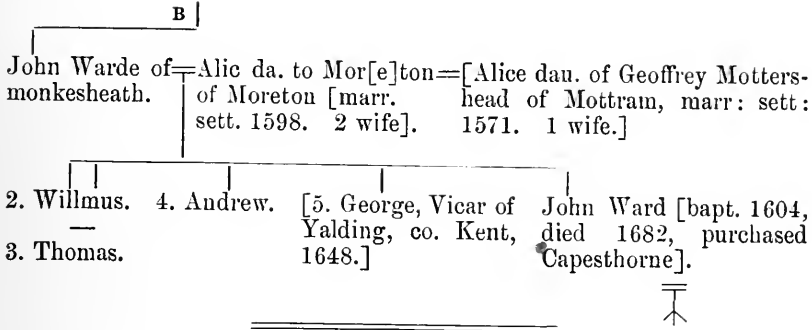 B
John Warde of=Alic da. to Mor[e]ton=[Alice dau. of Geoffrey Motters-
monkesheath. of Moreton [marr. head of Mottram, marr: sett:
sett. 1598. 2 wife]. 1571. 1 wife.]
2. Willmus. 4. Andrew. [5. George, Vicar of John Ward [bapt. 1604,
Yalding, co. Kent, died 1682, purchased
3. Thomas. 1648.] Capesthorne].